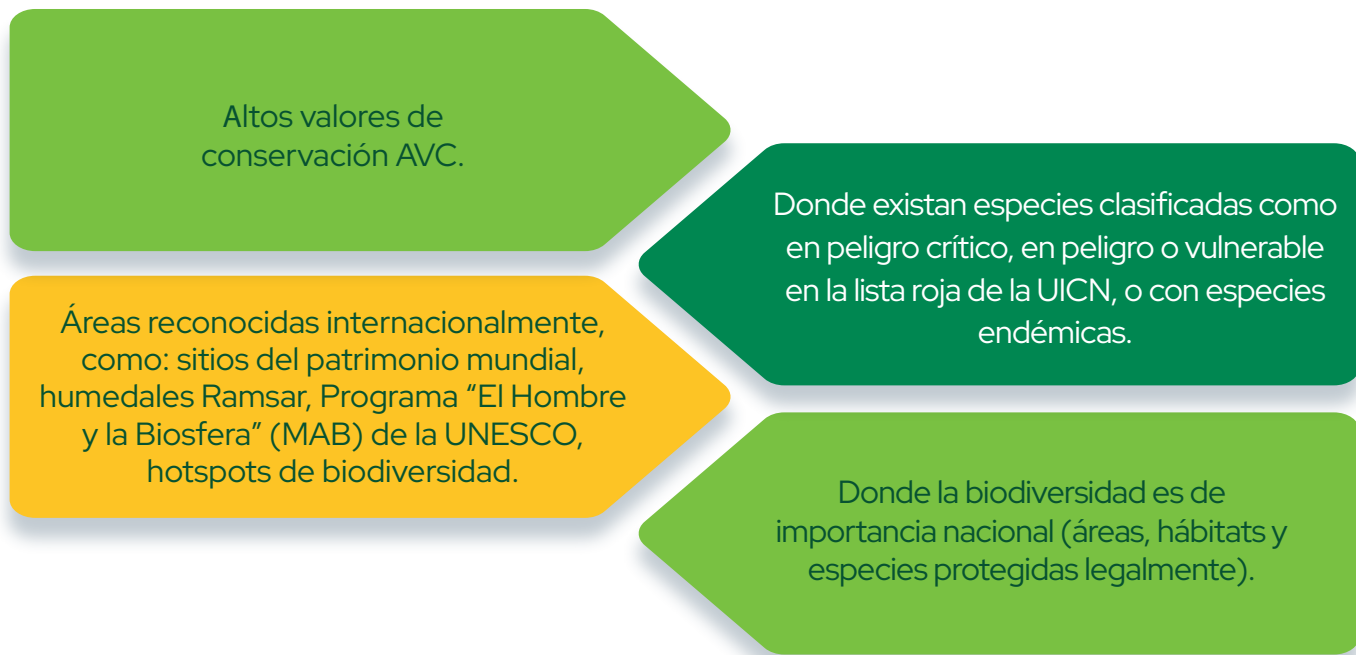 Altos valores de
conservación AVC.
Donde existan especies clasificadas como
en peligro crítico, en peligro o vulnerable
en la lista roja de la UICN, o con especies
endémicas.
Áreas reconocidas internacionalmente,
como: sitios del patrimonio mundial,
humedales Ramsar, Programa “El Hombre
y la Biosfera” (MAB) de la UNESCO,
hotspots de biodiversidad.
Donde la biodiversidad es de
importancia nacional (áreas, hábitats y
especies protegidas legalmente).